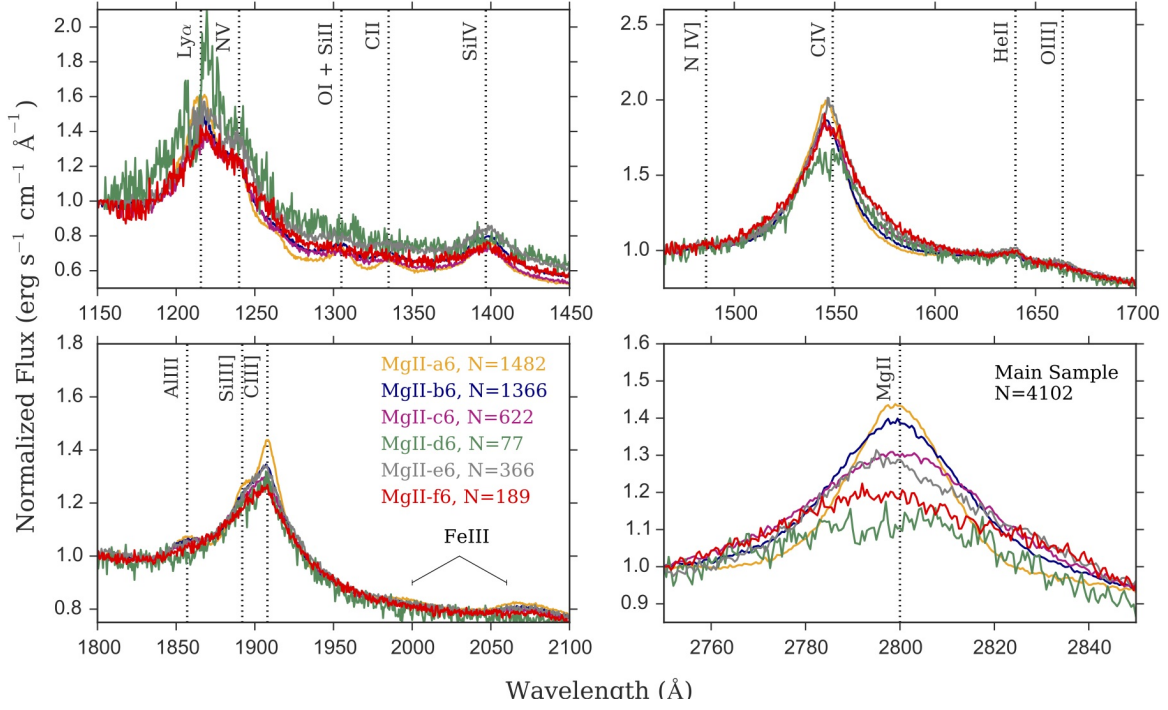 Normalized Flux (erg s⁻¹ cm⁻¹ Å⁻¹)
2.0
1.8
1.6
1.4
1.2
1.0
0.8
0.6
Lyα
NV
OI + SiII
CII
SiIV
1150 1200 1250 1300 1350 1400 1450
2.5
2.0
1.5
1.0
N IV]
CIV
HeII
OIII]
1500 1550 1600 1650 1700
1.8
1.6
1.4
1.2
1.0
0.8
AlIII
SiIII]
CIII]
MgII-a6, N=1482
MgII-b6, N=1366
MgII-c6, N=622
MgII-d6, N=77
MgII-e6, N=366
MgII-f6, N=189
FeIII
1800 1850 1900 1950 2000 2050 2100
1.6
1.5
1.4
1.3
1.2
1.1
1.0
0.9
MgII
Main Sample
N=4102
2760 2780 2800 2820 2840
Wavelength (Å)